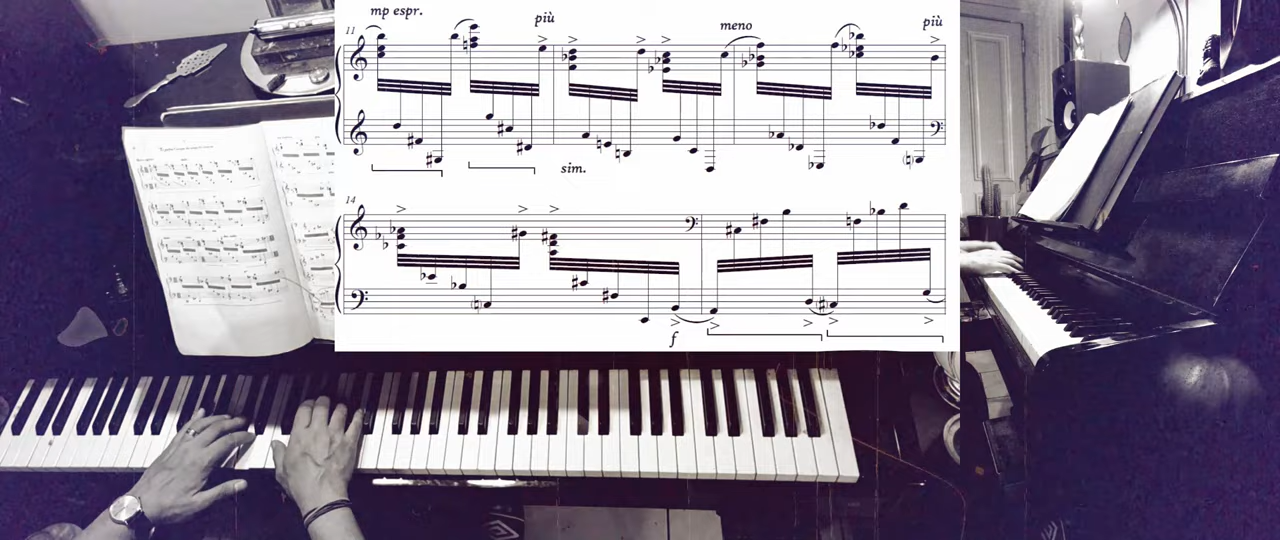 mp espr.
11
più
meno
più
sim.
14
f